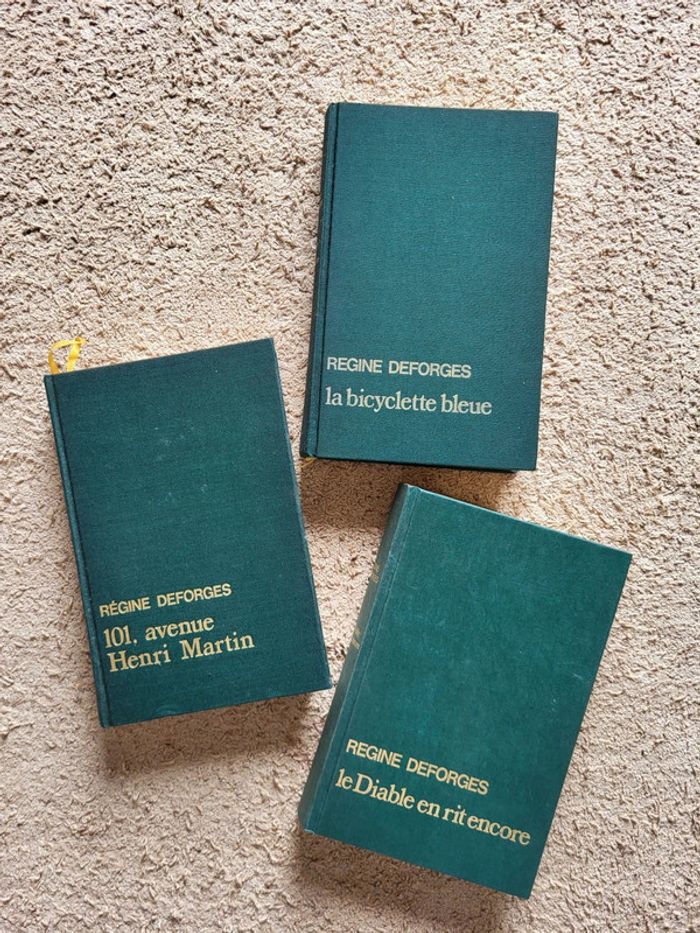 REGINE DEFORGES
la bicyclette bleue
RÉGINE DEFORGES
101, avenue
Henri Martin
REGINE DEFORGES
le Diable en rit encore